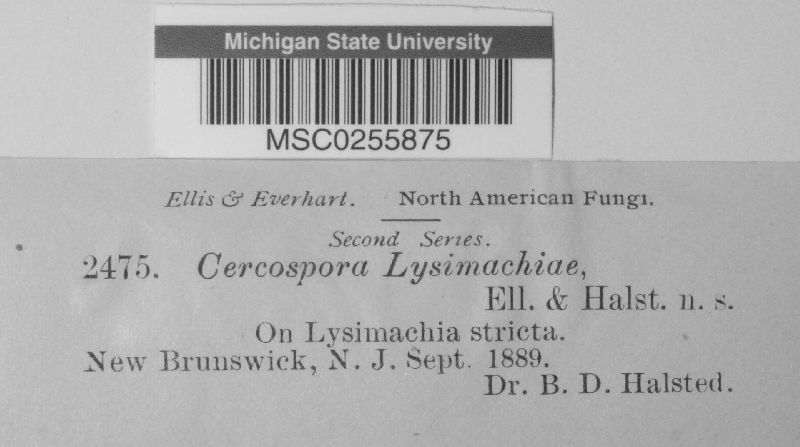 Michigan State University
MSC0255875
Ellis & Everhart. North American Fungi.
Second Series.
2475. Cercospora Lysimachiae,
Ell. & Halst. n. s.
On Lysimachia stricta.
New Brunswick, N. J. Sept. 1889.
Dr. B. D. Halsted.